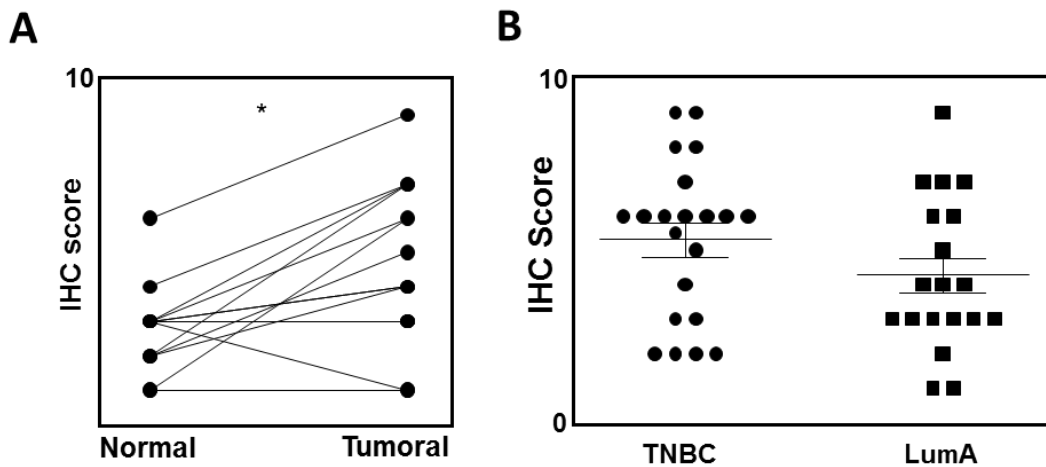 A
10
*
IHC score
Normal
Tumoral
B
10
IHC Score
0
TNBC
LumA